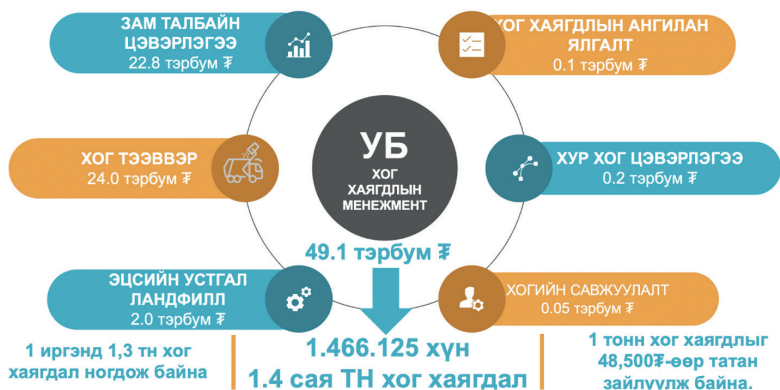 ЗАМ ТАЛБАЙН
ЦЭВЭРЛЭГЭЭ
22.8 тэрбум ₮
ХОГ ХАЯГДЛЫН АНГИЛАН
ЯЛГАЛТ
0.1 тэрбум ₮
ХОГ ТЭЭВВЭР
24.0 тэрбум ₮
УБ
ХОГ
ХАЯГДЛЫН
МЕНЕЖМЕНТ
ХУР ХОГ ЦЭВЭРЛЭГЭЭ
0.2 тэрбум ₮
49.1 тэрбум ₮
ЭЦСИЙН УСТГАЛ
ЛАНДФИЛЛ
2.0 тэрбум ₮
ХОГИЙН САВЖУУЛАЛТ
0.05 тэрбум ₮
1 иргэнд 1,3 тн хог
хаягдал ногдож байна
1.466.125 хүн
1.4 сая ТН хог хаягдал
1 тонн хог хаягдлыг
48,500₮-өөр татан
зайлуулж байна.